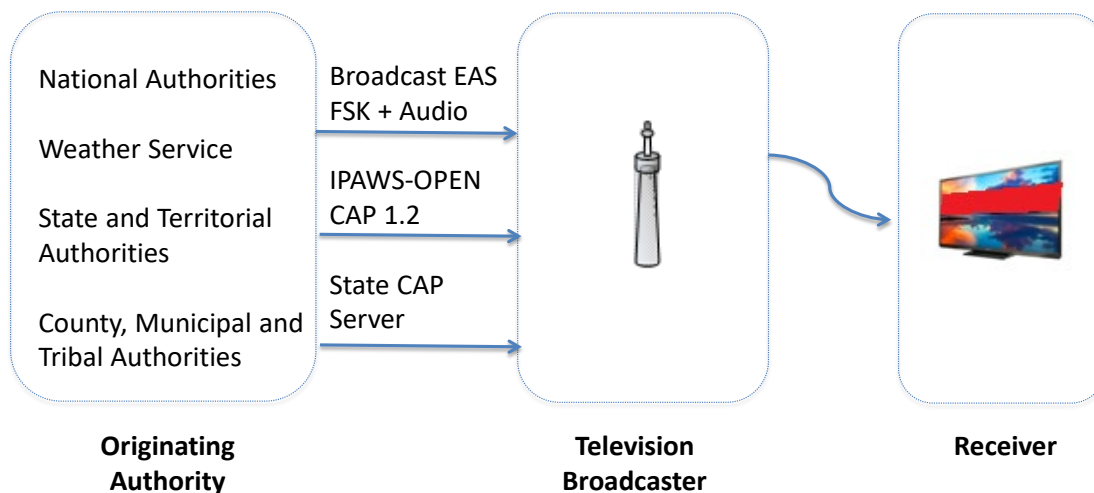 National Authorities
Weather Service
State and Territorial
Authorities
County, Municipal and
Tribal Authorities
Broadcast EAS
FSK + Audio
IPAWS-OPEN
CAP 1.2
State CAP
Server
Originating
Authority
Television
Broadcaster
Receiver